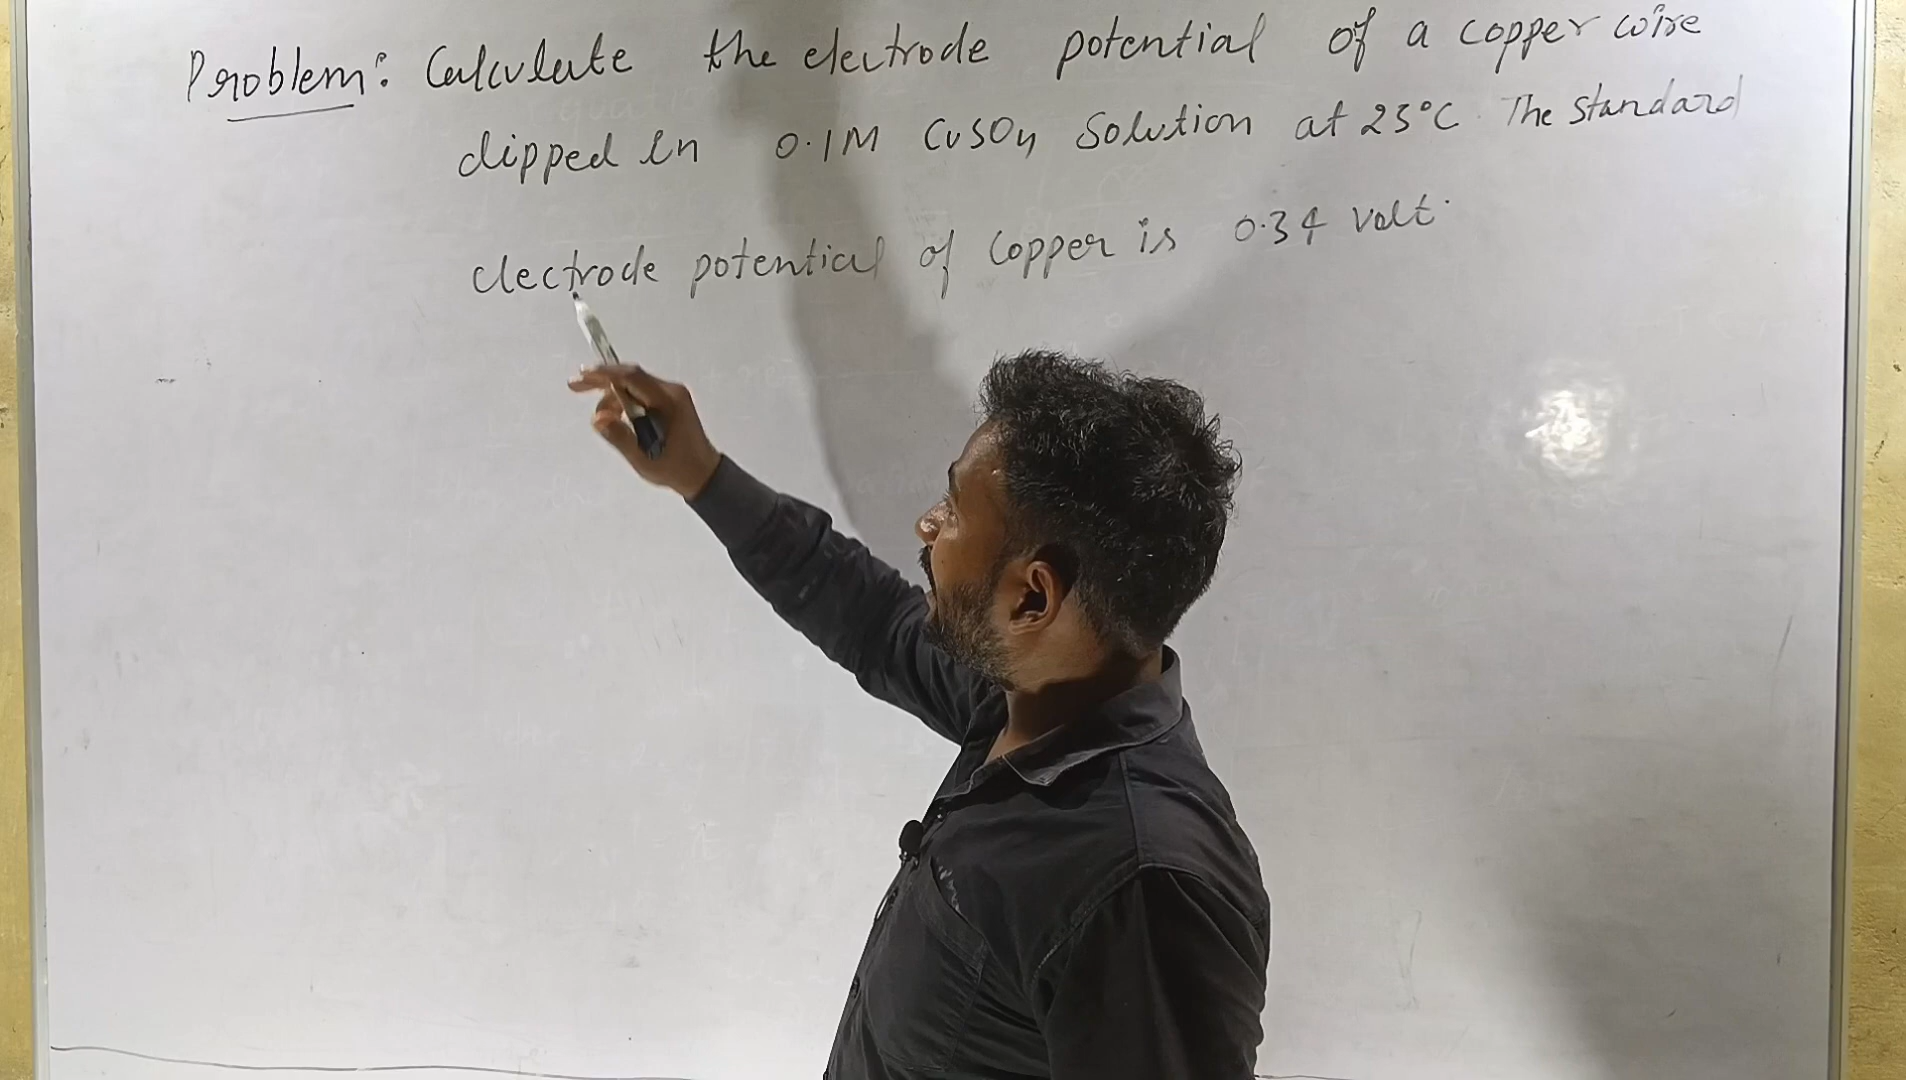 Problem: Calculate the electrode potential of a copper wire
dipped in 0.1M CuSO4 Solution at 25°C. The Standard
electrode potential of Copper is 0.34 volt.